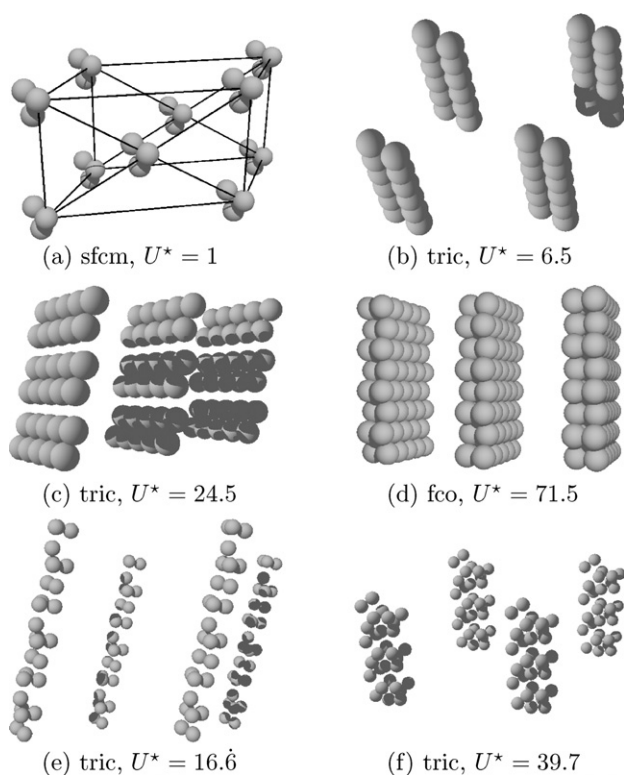 (a) sfcm, U⋆ = 1
(b) tric, U⋆ = 6.5
(c) tric, U⋆ = 24.5
(d) fco, U⋆ = 71.5
(e) tric, U⋆ = 16.6̇
(f) tric, U⋆ = 39.7